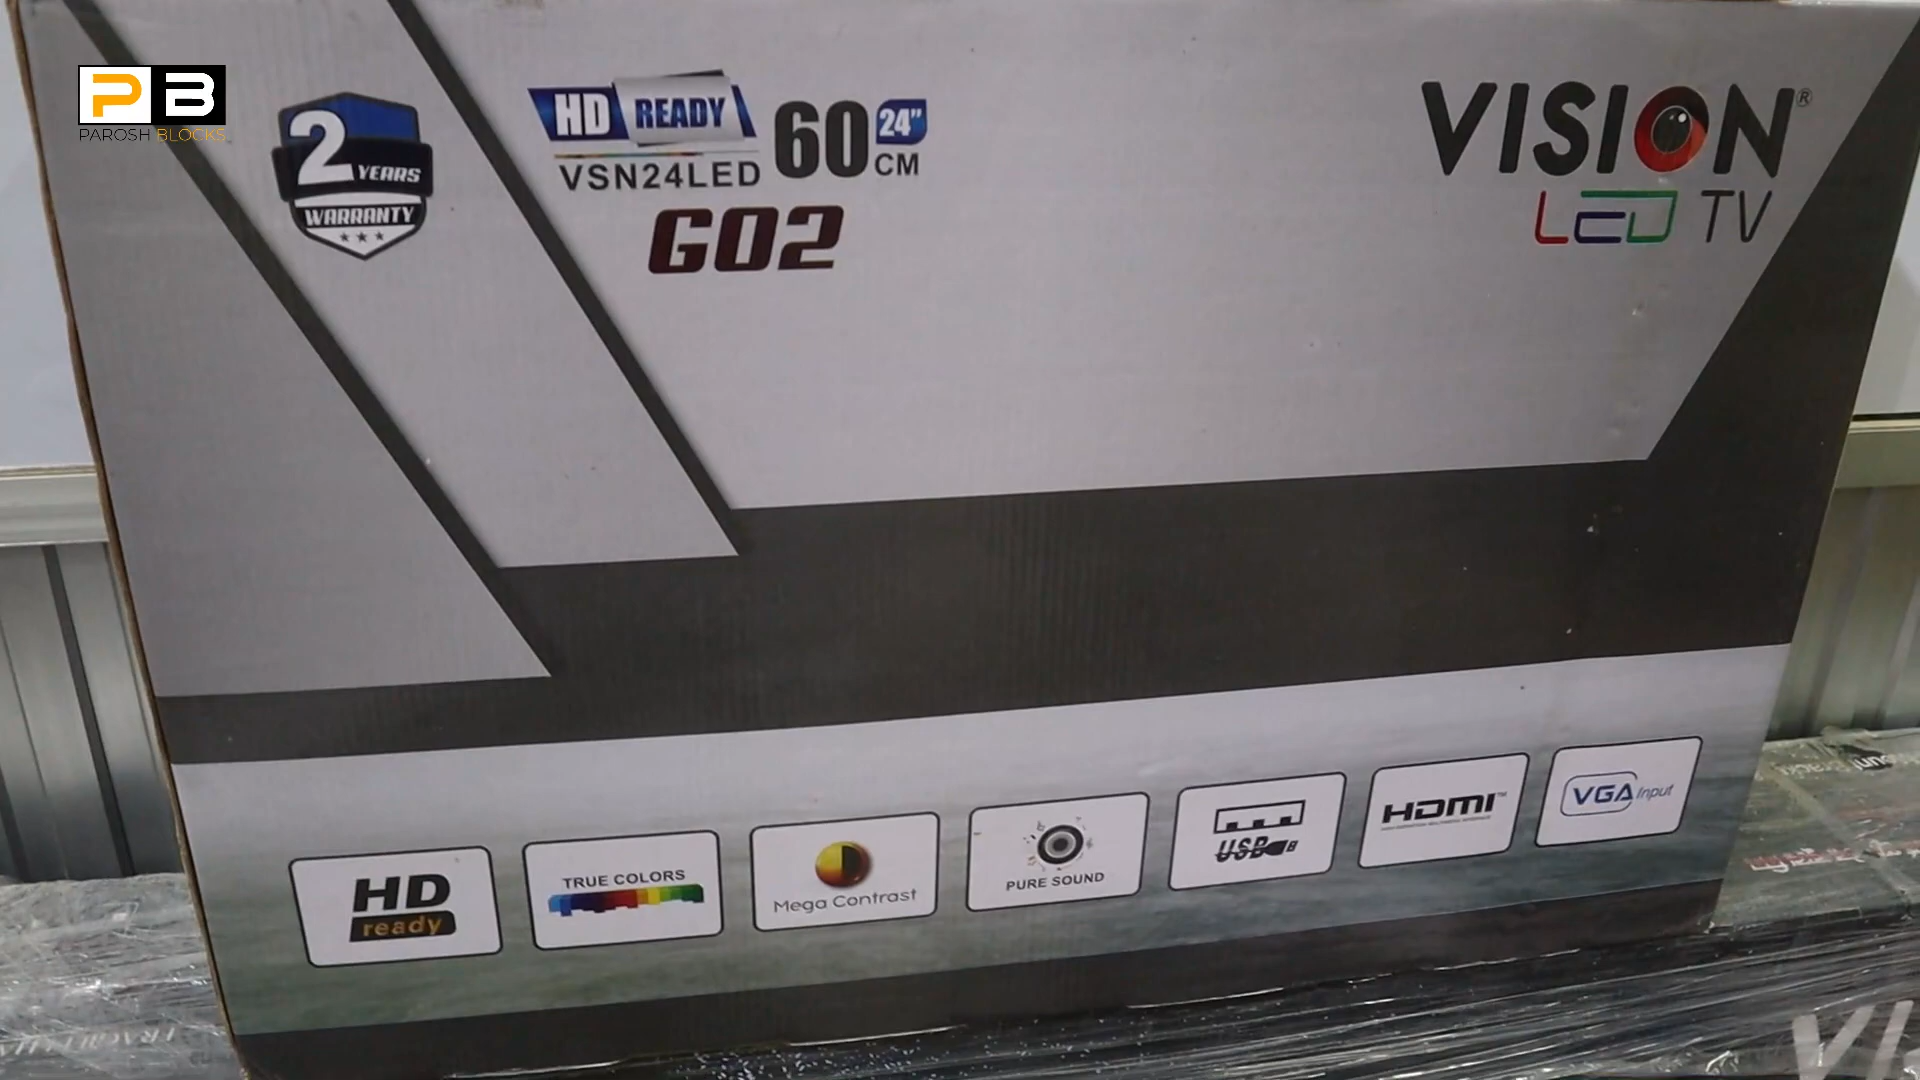 PB
PAROSH BLOCKS
2 YEARS
WARRANTY
HD READY
VSN24LED
60 CM
24"
G02
VISION®
LED TV
HD
ready
TRUE COLORS
Mega Contrast
PURE SOUND
USB
HDMI™
VGA Input